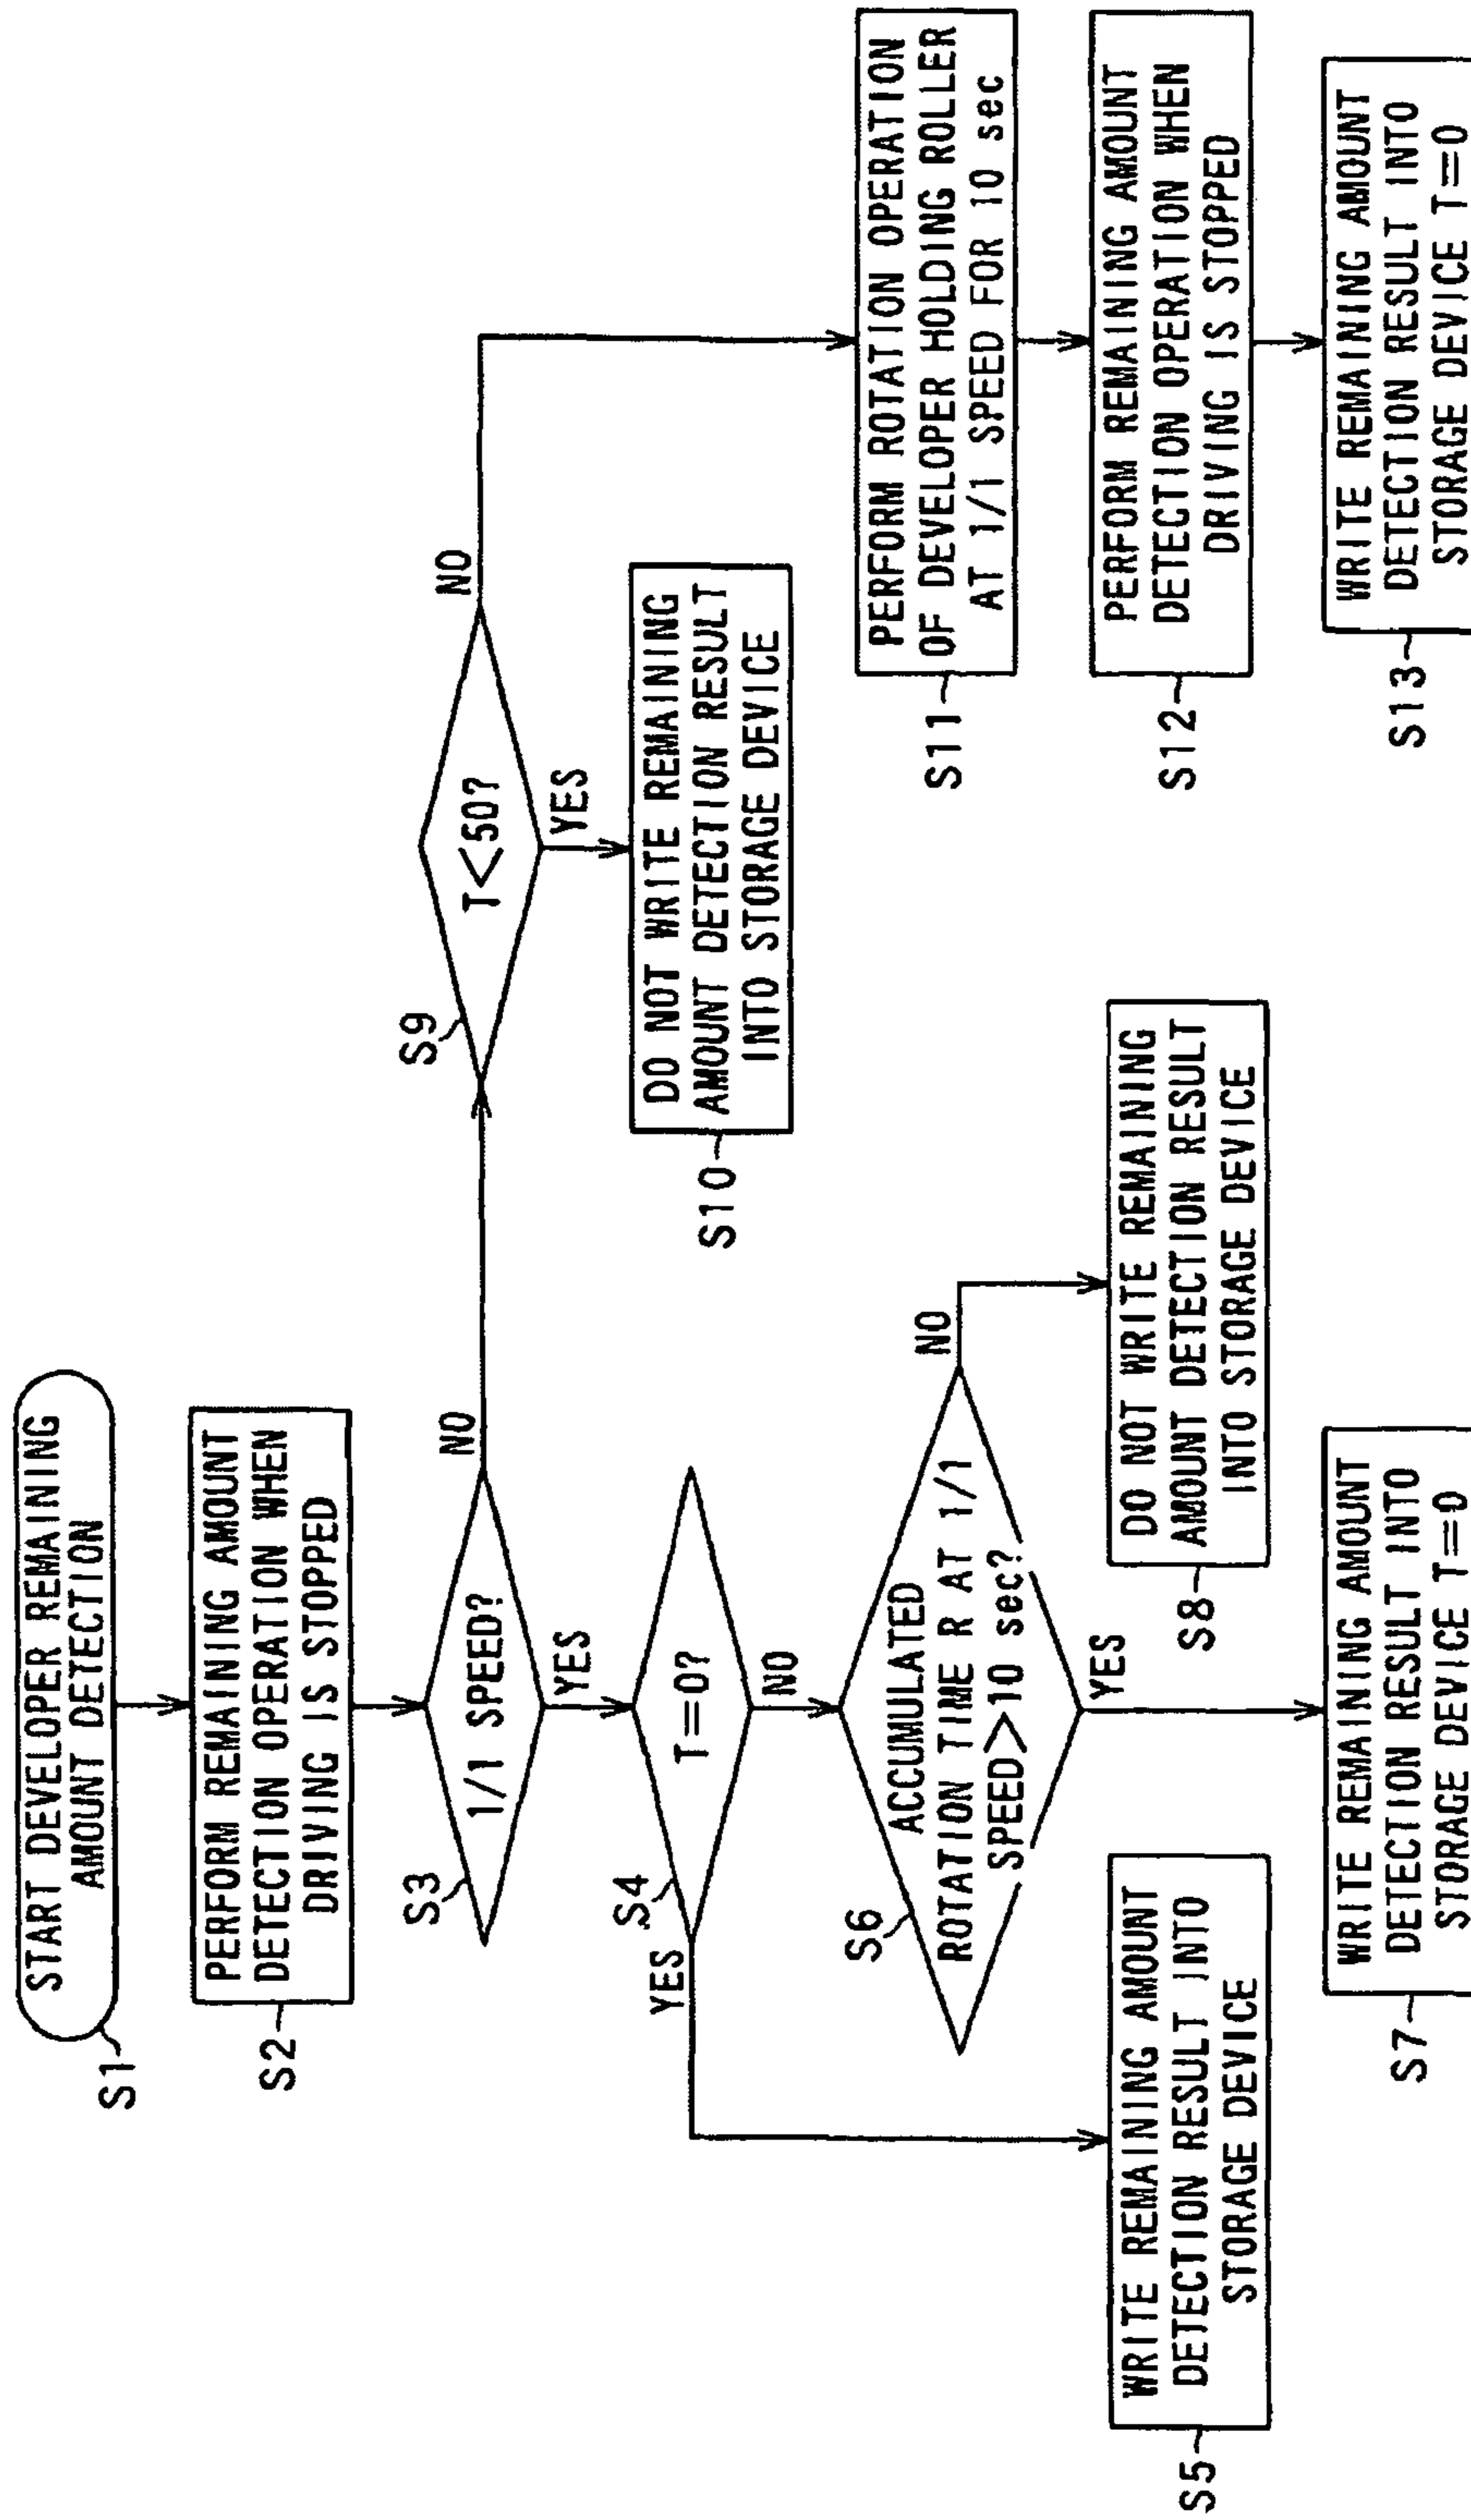 START DEVELOPER REMAINING
AMOUNT DETECTION
S1
PERFORM REMAINING AMOUNT
DETECTION OPERATION WHEN
DRIVING IS STOPPED
S2
S3
1/1 SPEED?
NO
YES
S4
T=0?
YES
NO
WRITE REMAINING AMOUNT
DETECTION RESULT INTO
STORAGE DEVICE
S5
S6
ACCUMULATED
ROTATION TIME R AT 1/1
SPEED>10 sec?
NO
YES
WRITE REMAINING AMOUNT
DETECTION RESULT INTO
STORAGE DEVICE T=0
S7
DO NOT WRITE REMAINING
AMOUNT DETECTION RESULT
INTO STORAGE DEVICE
S8
S9
T<50?
NO
YES
DO NOT WRITE REMAINING
AMOUNT DETECTION RESULT
INTO STORAGE DEVICE
S10
PERFORM ROTATION OPERATION
OF DEVELOPER HOLDING ROLLER
AT 1/1 SPEED FOR 10 sec
S11
PERFORM REMAINING AMOUNT
DETECTION OPERATION WHEN
DRIVING IS STOPPED
S12
WRITE REMAINING AMOUNT
DETECTION RESULT INTO
STORAGE DEVICE T=0
S13